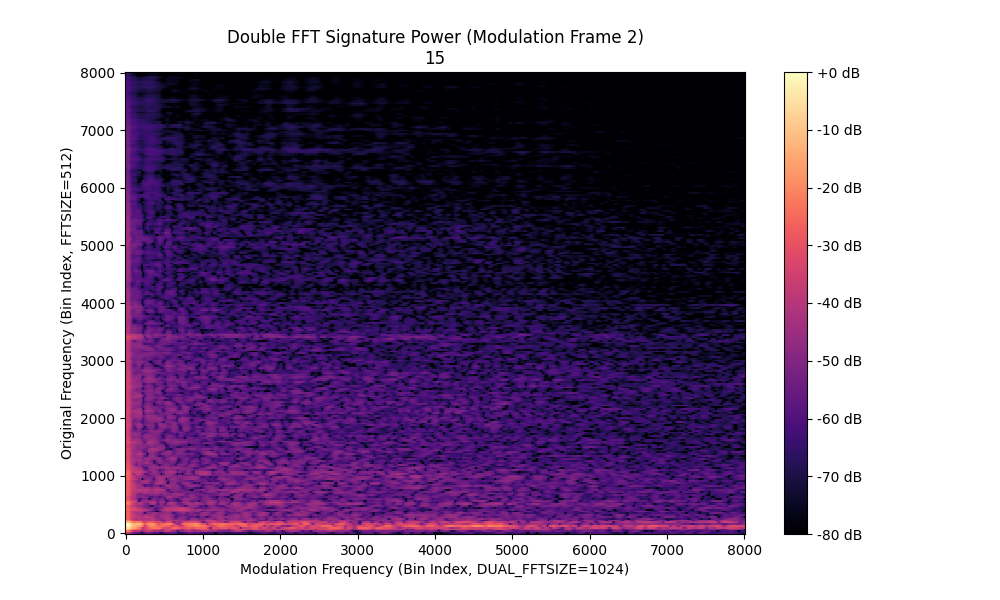 Double FFT Signature Power (Modulation Frame 2)
15
8000
7000
6000
5000
4000
3000
2000
1000
0
Original Frequency (Bin Index, FFTSIZE=512)
0 1000 2000 3000 4000 5000 6000 7000 8000
Modulation Frequency (Bin Index, DUAL_FFTSIZE=1024)
+0 dB
-10 dB
-20 dB
-30 dB
-40 dB
-50 dB
-60 dB
-70 dB
-80 dB